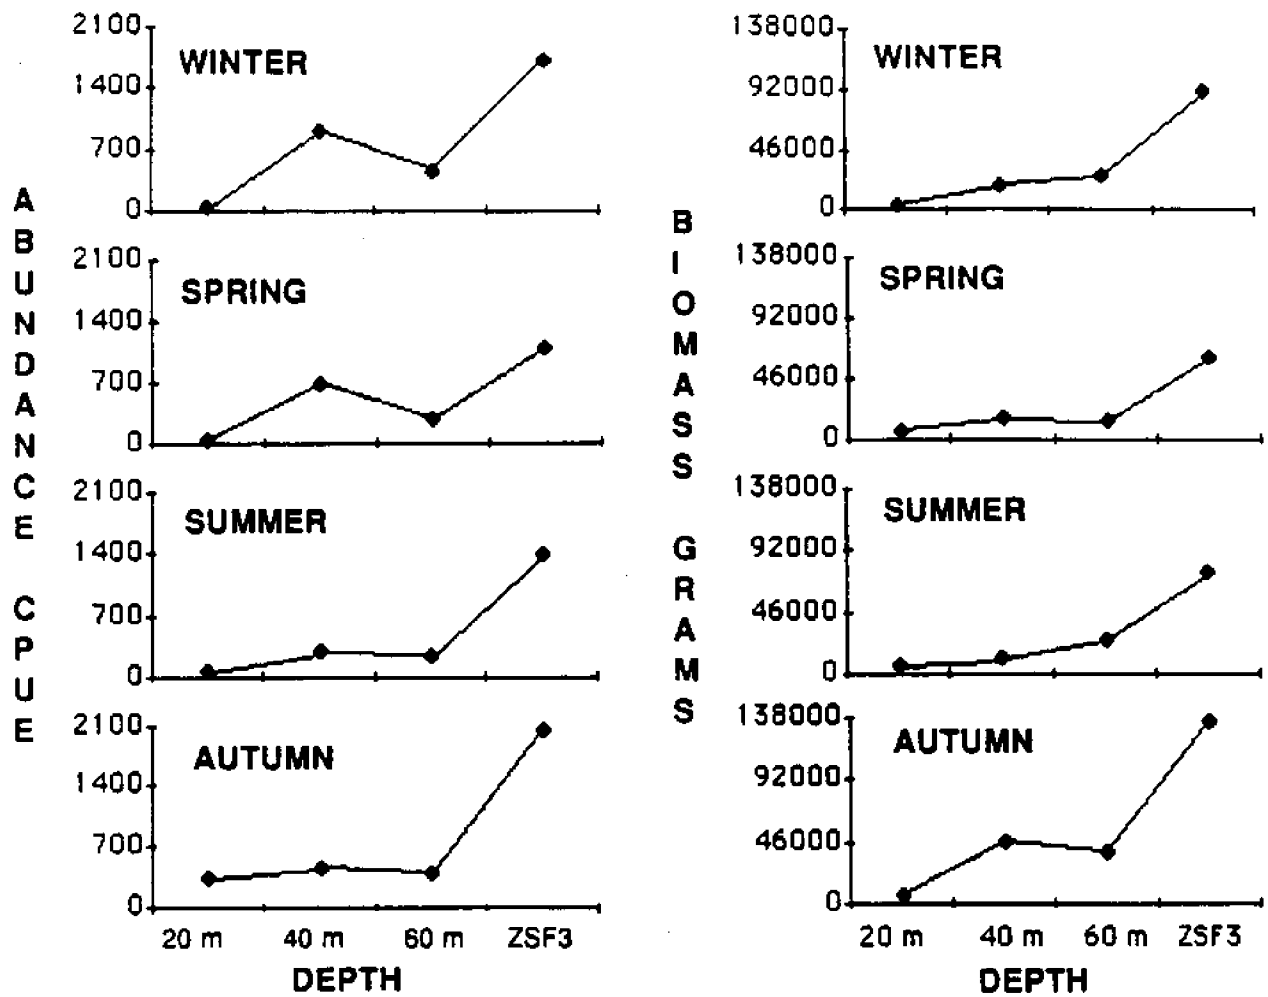 ABUNDANCE CPUE
2100
WINTER
1400
700
0
2100
SPRING
1400
700
0
2100
SUMMER
1400
700
0
2100
AUTUMN
1400
700
0
20 m 40 m 60 m ZSF3
DEPTH
BIOMASS GRAMS
138000
WINTER
92000
46000
0
138000
SPRING
92000
46000
0
138000
SUMMER
92000
46000
0
138000
AUTUMN
92000
46000
0
20 m 40 m 60 m ZSF3
DEPTH